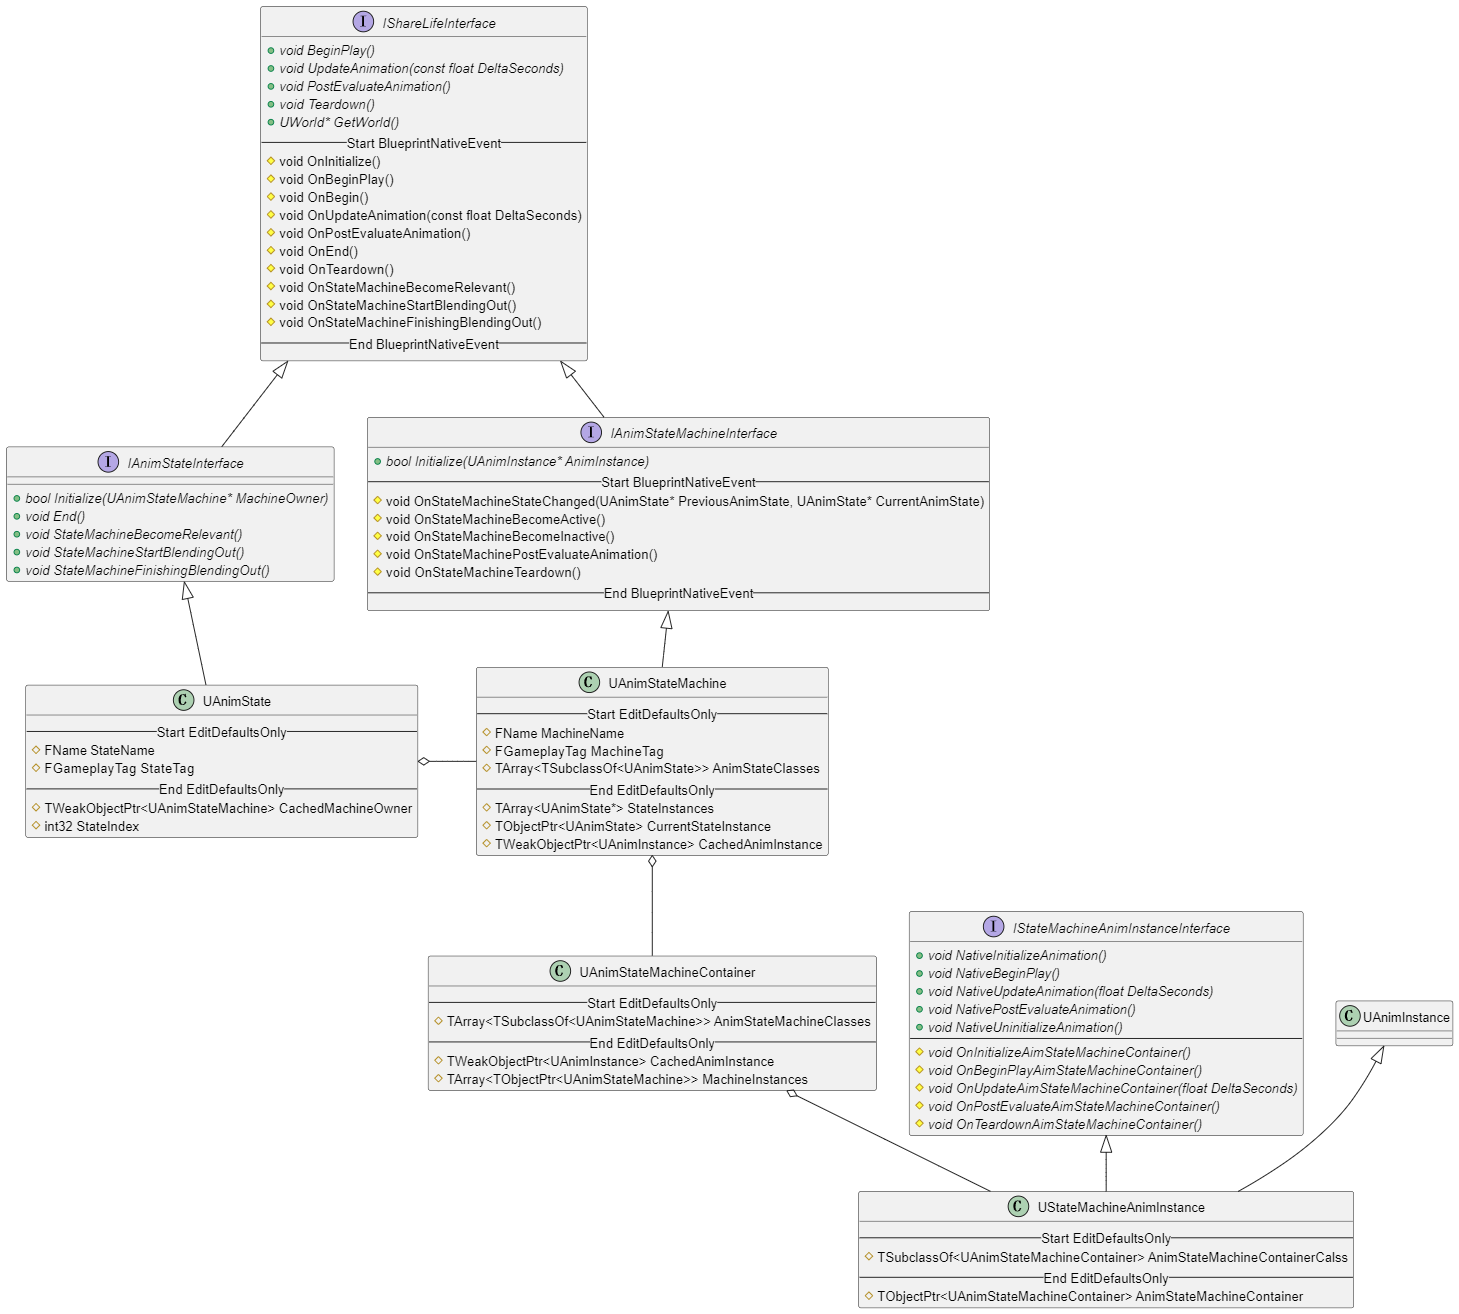 I IShareLifeInterface
void BeginPlay()
void UpdateAnimation(const float DeltaSeconds)
void PostEvaluateAnimation()
void Teardown()
UWorld* GetWorld()
Start BlueprintNativeEvent
void OnInitialize()
void OnBeginPlay()
void OnBegin()
void OnUpdateAnimation(const float DeltaSeconds)
void OnPostEvaluateAnimation()
void OnEnd()
void OnTeardown()
void OnStateMachineBecomeRelevant()
void OnStateMachineStartBlendingOut()
void OnStateMachineFinishingBlendingOut()
End BlueprintNativeEvent
I IAnimStateInterface
bool Initialize(UAnimStateMachine* MachineOwner)
void End()
void StateMachineBecomeRelevant()
void StateMachineStartBlendingOut()
void StateMachineFinishingBlendingOut()
I IAnimStateMachineInterface
bool Initialize(UAnimInstance* AnimInstance)
Start BlueprintNativeEvent
void OnStateMachineStateChanged(UAnimState* PreviousAnimState, UAnimState* CurrentAnimState)
void OnStateMachineBecomeActive()
void OnStateMachineBecomeInactive()
void OnStateMachinePostEvaluateAnimation()
void OnStateMachineTeardown()
End BlueprintNativeEvent
C UAnimState
Start EditDefaultsOnly
FName StateName
FGameplayTag StateTag
End EditDefaultsOnly
TWeakObjectPtr<UAnimStateMachine> CachedMachineOwner
int32 StateIndex
C UAnimStateMachine
Start EditDefaultsOnly
FName MachineName
FGameplayTag MachineTag
TArray<TSubclassOf<UAnimState>> AnimStateClasses
End EditDefaultsOnly
TArray<UAnimState*> StateInstances
TObjectPtr<UAnimState> CurrentStateInstance
TWeakObjectPtr<UAnimInstance> CachedAnimInstance
C UAnimStateMachineContainer
Start EditDefaultsOnly
TArray<TSubclassOf<UAnimStateMachine>> AnimStateMachineClasses
End EditDefaultsOnly
TWeakObjectPtr<UAnimInstance> CachedAnimInstance
TArray<TObjectPtr<UAnimStateMachine>> MachineInstances
I IStateMachineAnimInstanceInterface
void NativeInitializeAnimation()
void NativeBeginPlay()
void NativeUpdateAnimation(float DeltaSeconds)
void NativePostEvaluateAnimation()
void NativeUninitializeAnimation()
void OnInitializeAimStateMachineContainer()
void OnBeginPlayAimStateMachineContainer()
void OnUpdateAimStateMachineContainer(float DeltaSeconds)
void OnPostEvaluateAimStateMachineContainer()
void OnTeardownAimStateMachineContainer()
C UAnimInstance
C UStateMachineAnimInstance
Start EditDefaultsOnly
TSubclassOf<UAnimStateMachineContainer> AnimStateMachineContainerCalss
End EditDefaultsOnly
TObjectPtr<UAnimStateMachineContainer> AnimStateMachineContainer